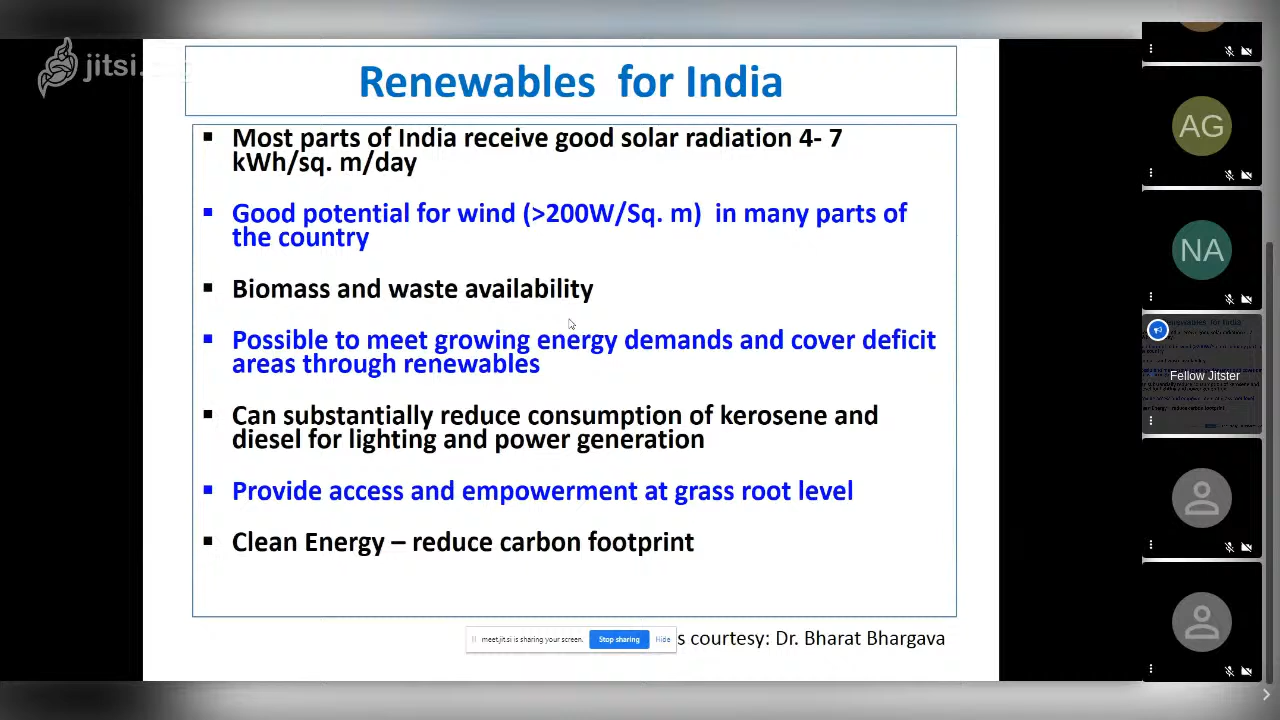 jitsi.
Renewables for India
▪ Most parts of India receive good solar radiation 4- 7
kWh/sq. m/day
▪ Good potential for wind (>200W/Sq. m) in many parts of
the country
▪ Biomass and waste availability
▪ Possible to meet growing energy demands and cover deficit
areas through renewables
▪ Can substantially reduce consumption of kerosene and
diesel for lighting and power generation
▪ Provide access and empowerment at grass root level
▪ Clean Energy – reduce carbon footprint
meet.jit.si is sharing your screen. Stop sharing Hide
s courtesy: Dr. Bharat Bhargava
AG
NA
Fellow Jitster